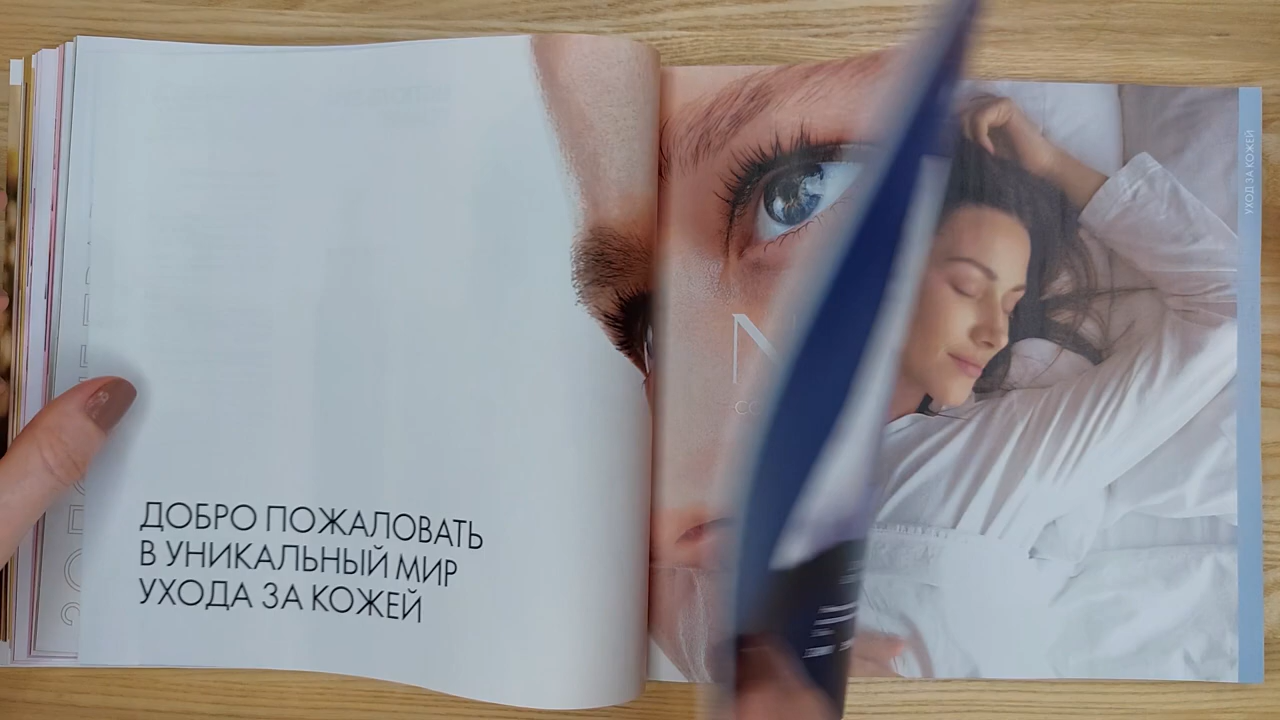 ДОБРО ПОЖАЛОВАТЬ
В УНИКАЛЬНЫЙ МИР
УХОДА ЗА КОЖЕЙ
УХОД ЗА КОЖЕЙ